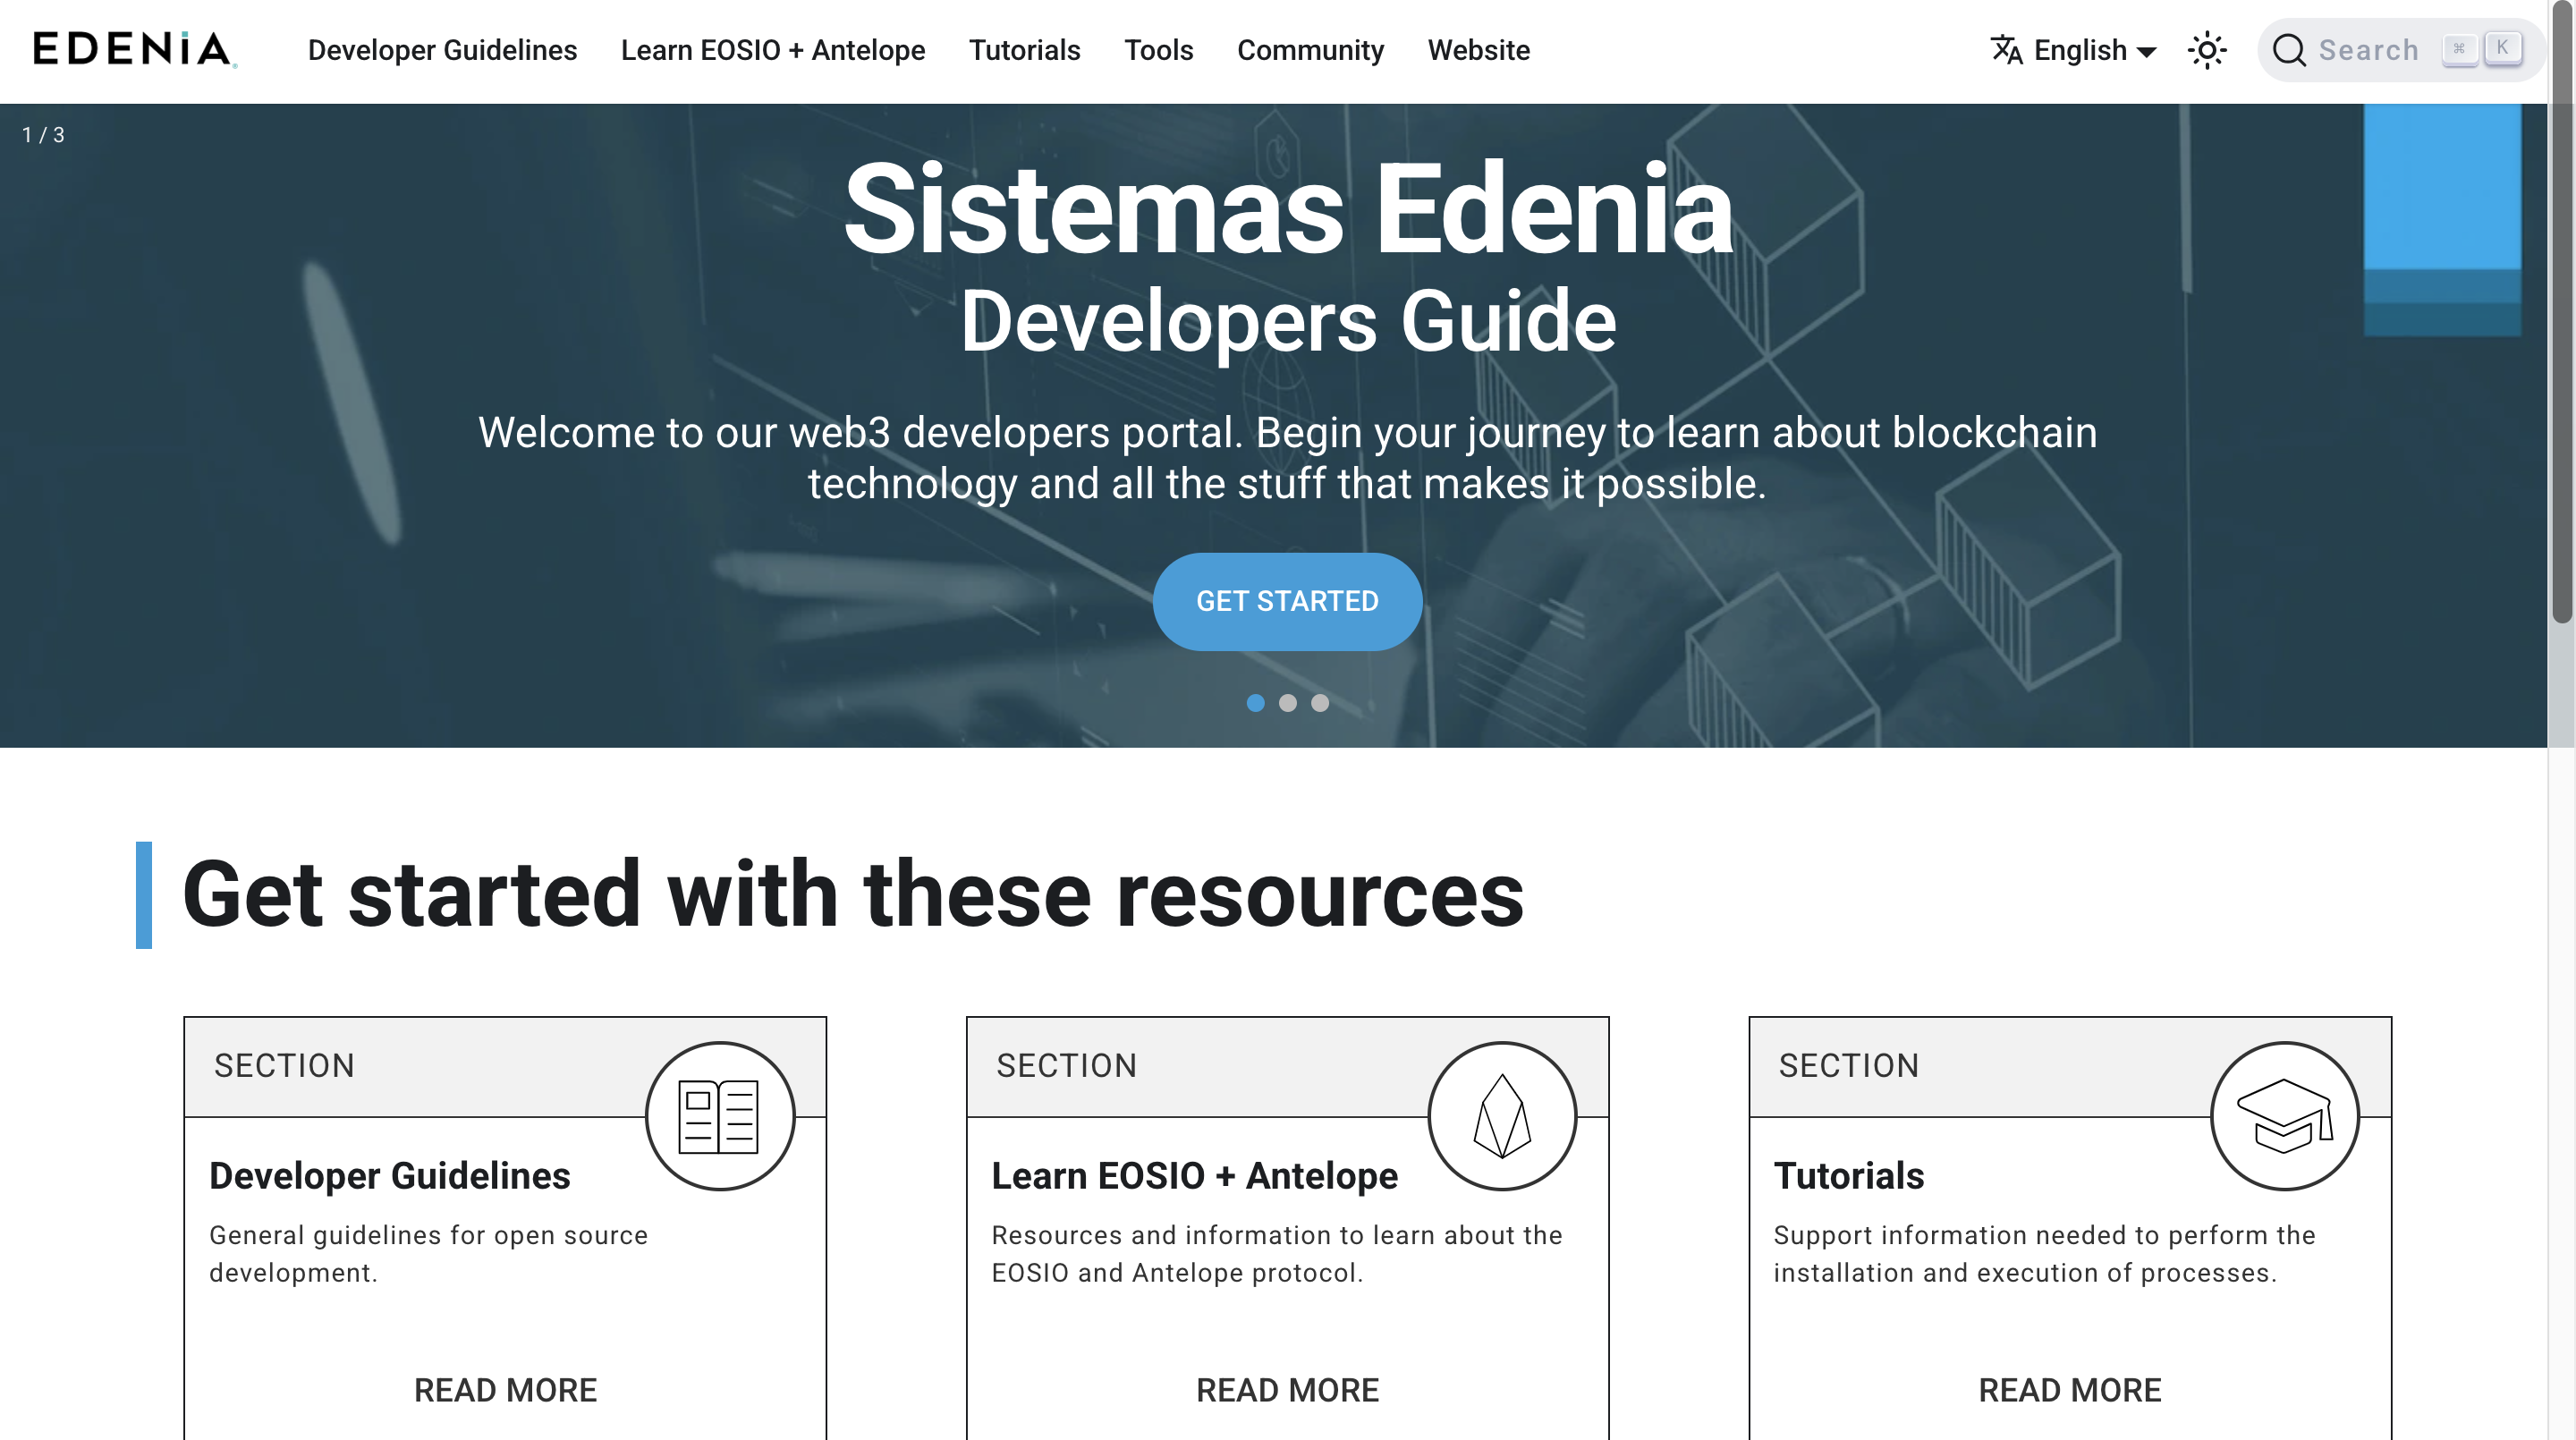 EDENiA
Developer Guidelines
Learn EOSIO + Antelope
Tutorials
Tools
Community
Website
English
Search
⌘
K
1 / 3
Sistemas Edenia
Developers Guide
Welcome to our web3 developers portal. Begin your journey to learn about blockchain
technology and all the stuff that makes it possible.
GET STARTED
Get started with these resources
SECTION
Developer Guidelines
General guidelines for open source
development.
READ MORE
SECTION
Learn EOSIO + Antelope
Resources and information to learn about the
EOSIO and Antelope protocol.
READ MORE
SECTION
Tutorials
Support information needed to perform the
installation and execution of processes.
READ MORE